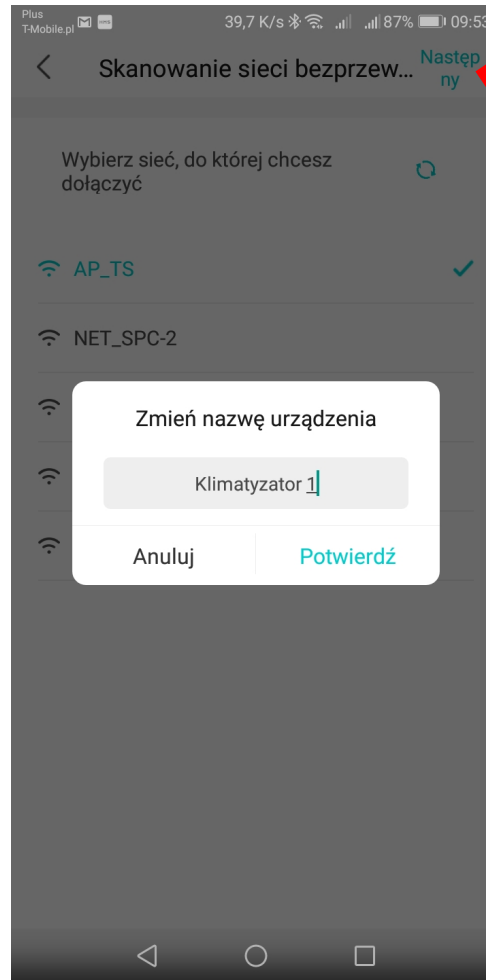 Plus
T-Mobile.pl
39,7 K/s 87% 09:53
Skanowanie sieci bezprzew...
Następ
ny
Wybierz sieć, do której chcesz
dołączyć
AP_TS
NET_SPC-2
Zmień nazwę urządzenia
Klimatyzator 1
Anuluj
Potwierdź